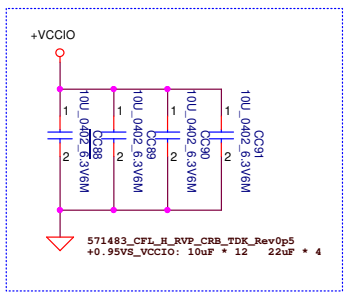 +VCCIO
1
2
10U_0402_6.3V6M
CC88
1
2
10U_0402_6.3V6M
CC89
1
2
10U_0402_6.3V6M
CC90
1
2
10U_0402_6.3V6M
CC91
571483_CFL_H_RVP_CRB_TDK_Rev0p5
+0.95VS_VCCIO: 10uF * 12 22uF * 4